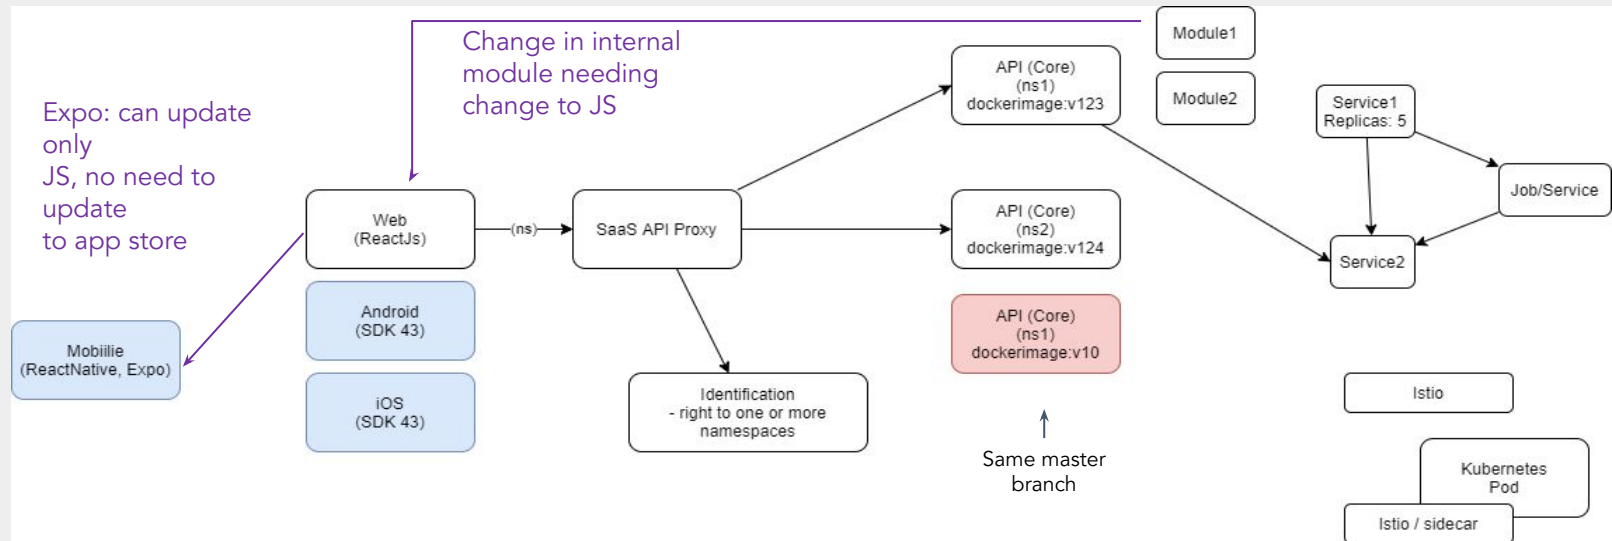 Change in internal
module needing
change to JS
Expo: can update
only
JS, no need to
update
to app store
Module1
Module2
API (Core)
(ns1)
dockerimage:v123
Service1
Replicas: 5
Job/Service
Service2
Web
(ReactJs)
(ns)
SaaS API Proxy
API (Core)
(ns2)
dockerimage:v124
Android
(SDK 43)
API (Core)
(ns1)
dockerimage:v10
Mobiilie
(ReactNative, Expo)
iOS
(SDK 43)
Identification
- right to one or more
namespaces
Same master
branch
Istio
Kubernetes
Pod
Istio / sidecar